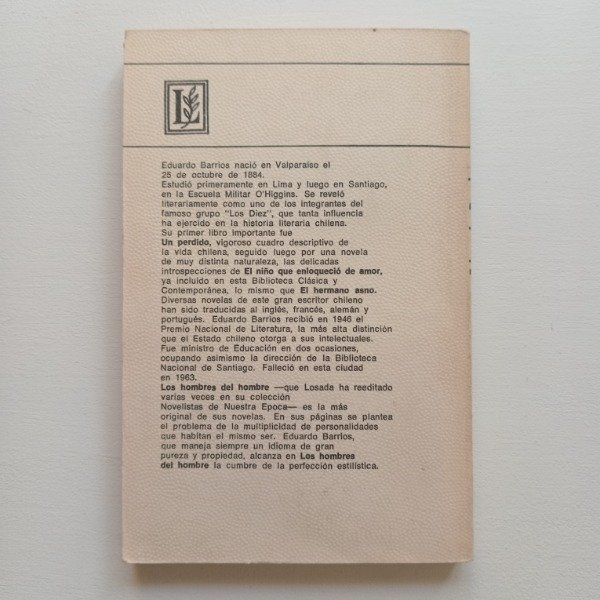 L
Eduardo Barrios nació en Valparaíso el
25 de octubre de 1884.
Estudió primeramente en Lima y luego en Santiago,
en la Escuela Militar O'Higgins. Se reveló
literariamente como uno de los integrantes del
famoso grupo "Los Diez", que tanta influencia
ha ejercido en la historia literaria chilena.
Su primer libro importante fue
Un perdido, vigoroso cuadro descriptivo de
la vida chilena, seguido luego por una novela
de muy distinta naturaleza, las delicadas
introspecciones de El niño que enloqueció de amor,
ya incluido en esta Biblioteca Clásica y
Contemporánea, lo mismo que El hermano asno.
Diversas novelas de este gran escritor chileno
han sido traducidas al inglés, francés, alemán y
portugués. Eduardo Barrios recibió en 1946 el
Premio Nacional de Literatura, la más alta distinción
que el Estado chileno otorga a sus intelectuales.
Fue ministro de Educación en dos ocasiones,
ocupando asimismo la dirección de la Biblioteca
Nacional de Santiago. Falleció en esta ciudad
en 1963.
Los hombres del hombre —que Losada ha reeditado
varias veces en su colección
Novelistas de Nuestra Epoca— es la más
original de sus novelas. En sus páginas se plantea
el problema de la multiplicidad de personalidades
que habitan el mismo ser. Eduardo Barrios,
que maneja siempre un idioma de gran
pureza y propiedad, alcanza en Los hombres
del hombre la cumbre de la perfección estilística.